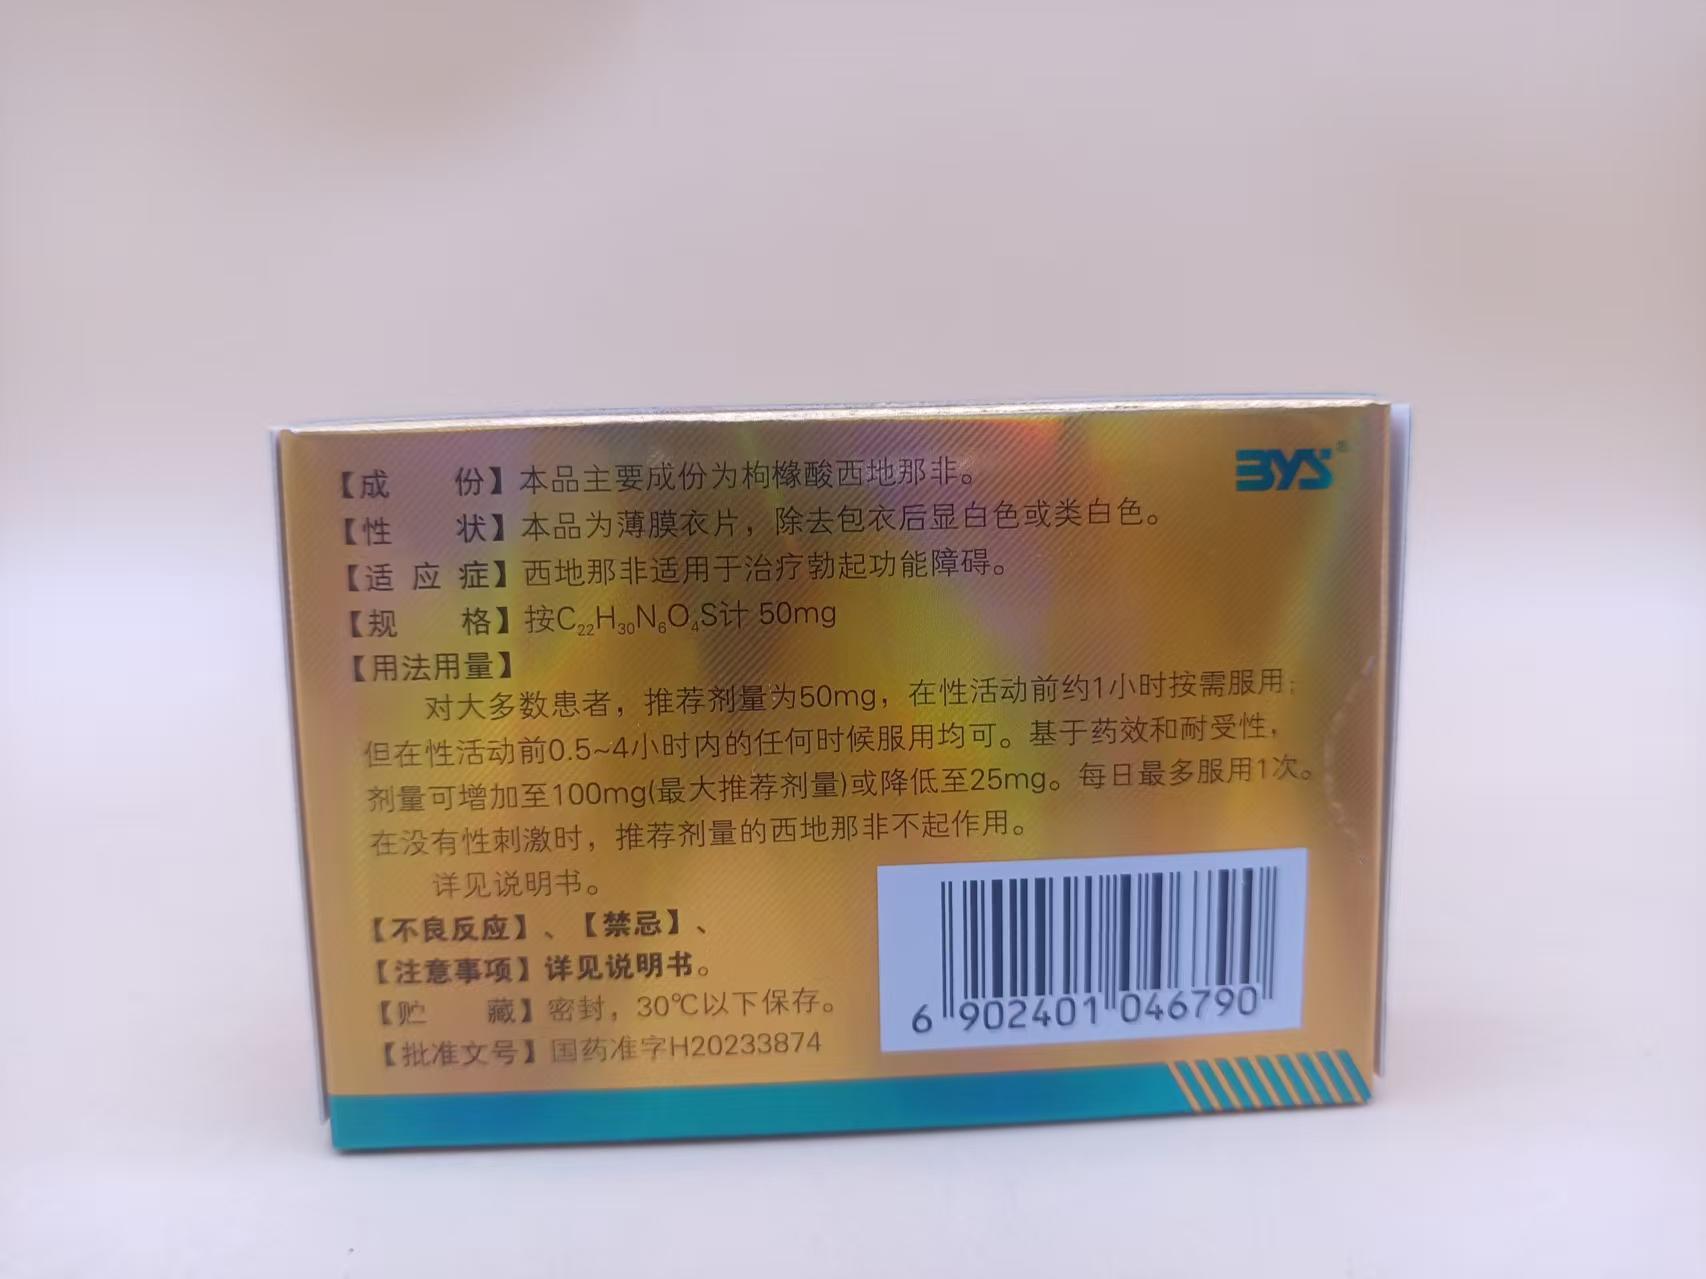 BYS
【成 份】本品主要成份为枸橼酸西地那非。
【性 状】本品为薄膜衣片，除去包衣后显白色或类白色。
【适 应 症】西地那非适用于治疗勃起功能障碍。
【规 格】按C₂₂H₃₀N₆O₄S计 50mg
【用法用量】
对大多数患者，推荐剂量为50mg，在性活动前约1小时按需服用；
但在性活动前0.5~4小时内的任何时候服用均可。基于药效和耐受性，
剂量可增加至100mg(最大推荐剂量)或降低至25mg。每日最多服用1次。
在没有性刺激时，推荐剂量的西地那非不起作用。
详见说明书。
【不良反应】、【禁忌】、
【注意事项】详见说明书。
【贮 藏】密封，30℃以下保存。
【批准文号】国药准字H20233874
6 902401 046790